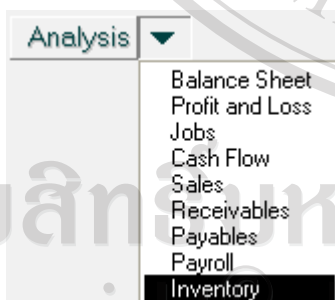 Analysis
Balance Sheet
Profit and Loss
Jobs
Cash Flow
Sales
Receivables
Payables
Payroll
Inventory